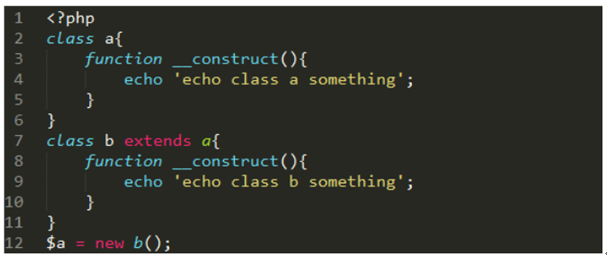 1 <?php
2 class a{
3     function __construct(){
4         echo 'echo class a something';
5     }
6 }
7 class b extends a{
8     function __construct(){
9         echo 'echo class b something';
10     }
11 }
12 $a = new b();